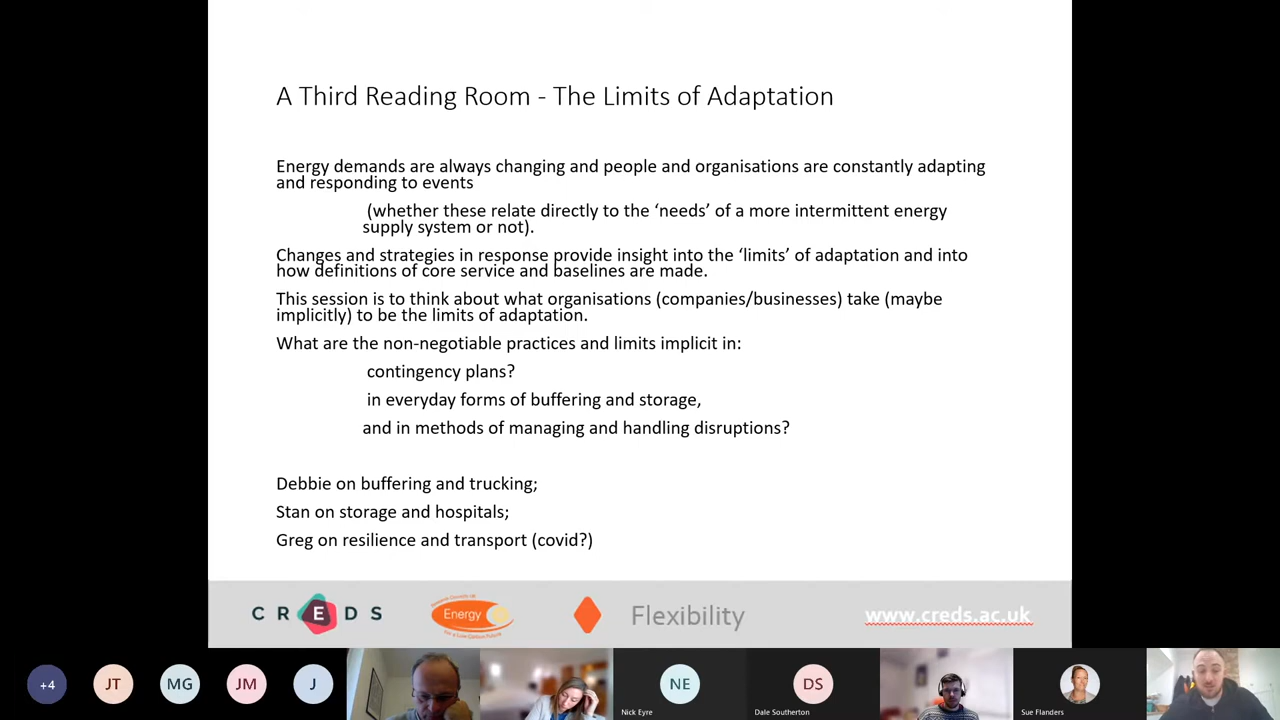 A Third Reading Room - The Limits of Adaptation
Energy demands are always changing and people and organisations are constantly adapting
and responding to events
(whether these relate directly to the ‘needs’ of a more intermittent energy
supply system or not).
Changes and strategies in response provide insight into the ‘limits’ of adaptation and into
how definitions of core service and baselines are made.
This session is to think about what organisations (companies/businesses) take (maybe
implicitly) to be the limits of adaptation.
What are the non-negotiable practices and limits implicit in:
contingency plans?
in everyday forms of buffering and storage,
and in methods of managing and handling disruptions?
Debbie on buffering and trucking;
Stan on storage and hospitals;
Greg on resilience and transport (covid?)
CREDS
Energy
Flexibility
www.creds.ac.uk
+4
JT
MG
JM
J
NE
Nick Eyre
DS
Dale Southerton
Sue Flanders